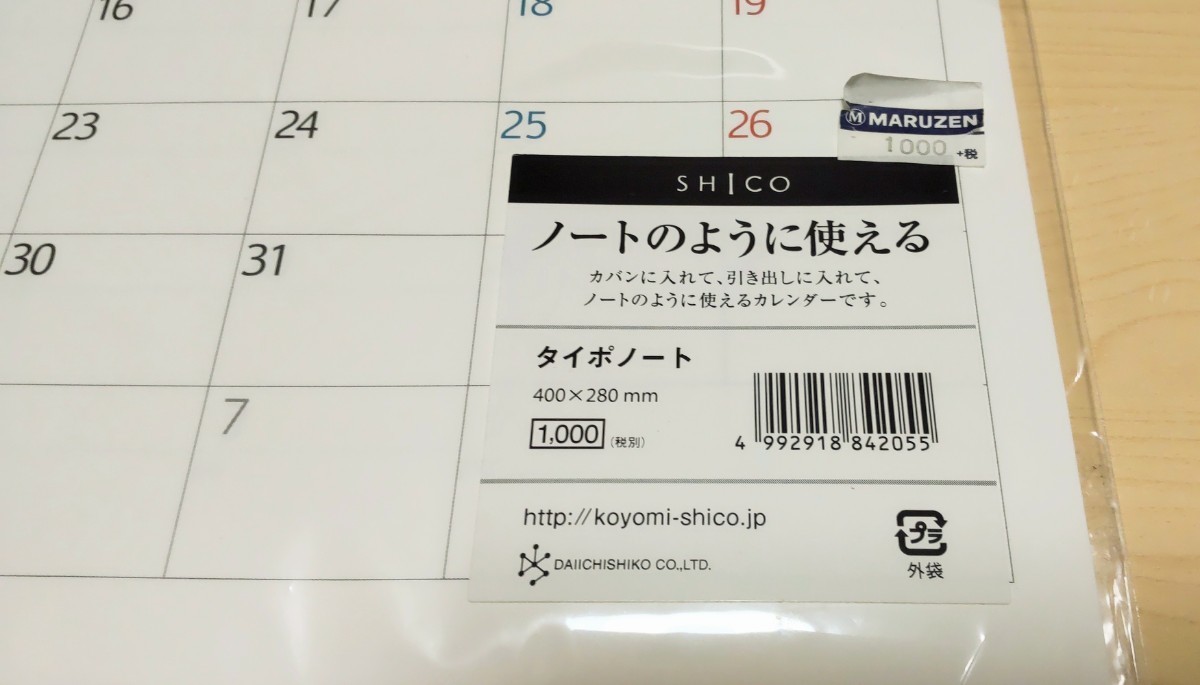 16 17 18 19
23 24 25 26
M MARUZEN
1000 +税
SHICO
ノートのように使える
カバンに入れて、引き出しに入れて、
ノートのように使えるカレンダーです。
30 31
タイポノート
400×280 mm
1,000 (税別)
4 992918 842055
7
http://koyomi-shico.jp
DAIICHISHIKO CO.,LTD.
プラ
外袋